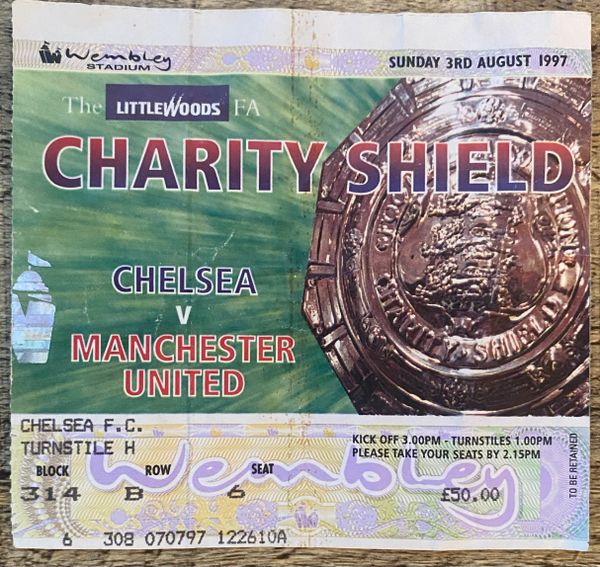 Wembley
STADIUM
SUNDAY 3RD AUGUST 1997
The LITTLEWOODS FA
CHARITY SHIELD
CHARITY SHIELD
CHELSEA
V
MANCHESTER
UNITED
CHELSEA F.C.
TURNSTILE H
KICK OFF 3.00PM - TURNSTILES 1.00PM
PLEASE TAKE YOUR SEATS BY 2.15PM
BLOCK ROW SEAT
314 B 6
£50.00
Wembley
TO BE RETAINED
6 308 070797 122610A